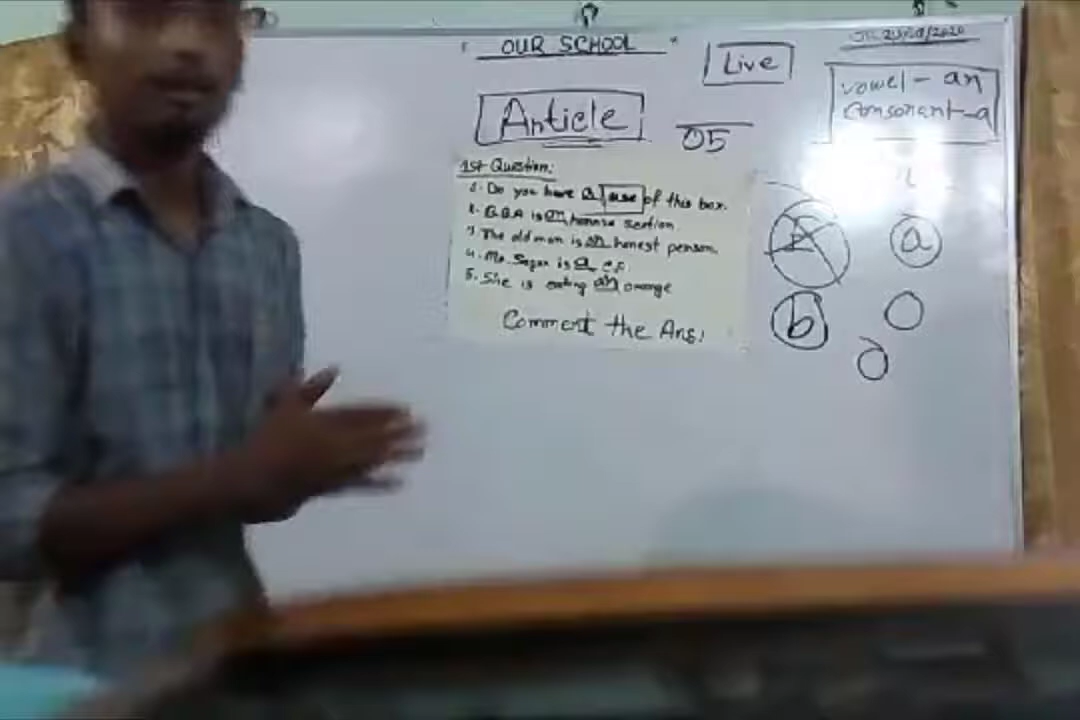 " OUR SCHOOL "
Live
Article
05
vowel - an
consonant - a
1st Question:
1. Do you have a use of this box.
2. B.B.A is an honours section
3. The old man is an honest person.
4. Mr. Sagar is a
5. She is eating an orange
Comment the Ans:
a
b